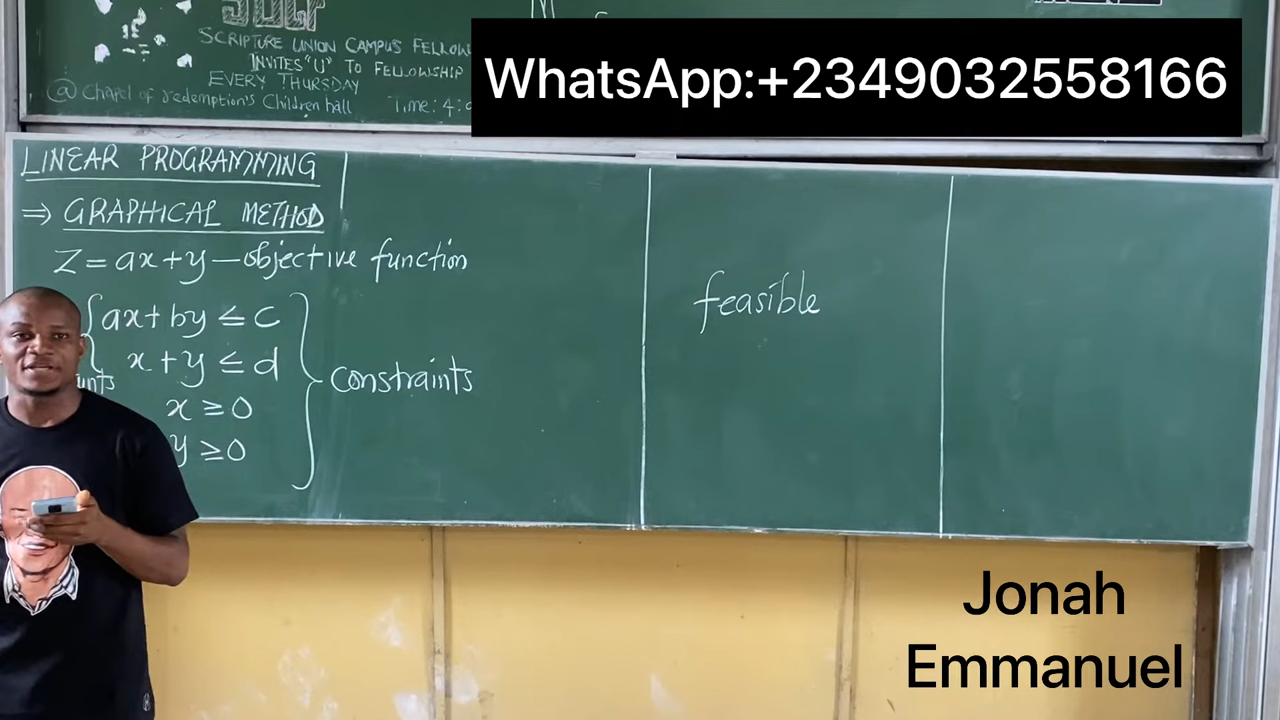 SCRIPTURE UNION CAMPUS
INVITES "U" TO FELLOWSHIP
EVERY THURSDAY
@ Chapel of redemption's Children hall Time: 4:
WhatsApp:+2349032558166
LINEAR PROGRAMMING
⇒ GRAPHICAL METHOD
Z = ax + y — objective function
ax + by ≤ c
x + y ≤ d
x ≥ 0
y ≥ 0
constraints
feasible
Jonah
Emmanuel